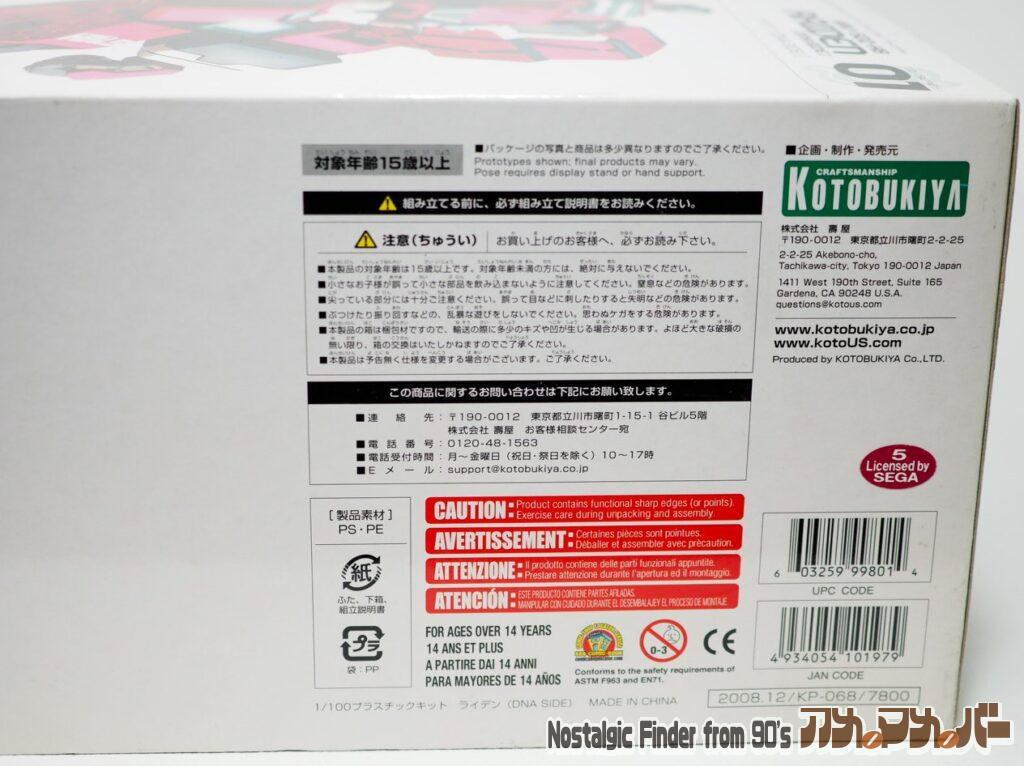 01
対象年齢15歳以上
■パッケージの写真と商品は多少異なりますのでご了承ください。
Prototypes shown; final products may vary.
Pose requires display stand or hand support.
組み立てる前に、必ず組み立て説明書をお読みください。
注意(ちゅうい) お買い上げのお客様へ、必ずお読み下さい。
■本製品の対象年齢は15歳以上です。対象年齢未満の方には、絶対に与えないでください。
■小さなお子様が誤って小さな部品を飲み込まないように注意してください。窒息などの危険があります。
■尖っている部分には十分ご注意ください。誤って目などに刺したりすると失明などの危険があります。
■ぶつけたり振り回すなどの、乱暴な遊びをしないでください。思わぬケガをする危険があります。
■本製品の箱は梱包材ですので、輸送の際に多少のキズや凹が生じる場合があります。よほど大きな破損の
無い限り、箱の交換はいたしかねますのでご了承ください。
■本製品は予告無く仕様を変更する場合がございます。ご了承ください。
この商品に関するお問い合わせは下記にお願いします。
■連絡先:〒190-0012 東京都立川市曙町1-15-1 谷ビル5階
株式会社 壽屋 お客様相談センター宛
■電話番号:0120-48-1563
■電話受付時間:月~金曜日(祝日・祭日を除く)10~17時
■Eメール:support@kotobukiya.co.jp
■企画・制作・発売元
CRAFTSMANSHIP
KOTOBUKIYA
株式会社 壽屋
〒190-0012 東京都立川市曙町2-2-25
2-2-25 Akebono-cho,
Tachikawa-city, Tokyo 190-0012 Japan
1411 West 190th Street, Suite 165
Gardena, CA 90248 U.S.A.
questions@kotous.com
www.kotobukiya.co.jp
www.kotoUS.com
Produced by KOTOBUKIYA Co.,LTD.
5
Licensed by
SEGA
[製品素材]
PS・PE
紙
ふた、下箱、
組立説明書
プラ
袋:PP
CAUTION: Product contains functional sharp edges (or points).
Exercise care during unpacking and assembly.
AVERTISSEMENT: Certaines pièces sont pointues.
Déballer et assembler avec précaution.
ATTENZIONE: Il prodotto contiene delle parti funzionali appuntite.
Prestare attenzione durante l'apertura ed il montaggio.
ATENCIÓN: ESTE PRODUCTO CONTIENE PARTES AFILADAS.
MANIPULAR CON CUIDADO DURANTE EL DESEMBALAJEY EL PROCESO DE MONTAJE
FOR AGES OVER 14 YEARS
14 ANS ET PLUS
A PARTIRE DAI 14 ANNI
PARA MAYORES DE 14 AÑOS
0-3
CE
Conforms to the safety requirements of
ASTM F963 and EN71.
6 03259 99801 4
UPC CODE
4 934054 101979
JAN CODE
2008.12/KP-068/7800
1/100プラスチックキット ライデン(DNA SIDE) MADE IN CHINA
Nostalgic Finder from 90's